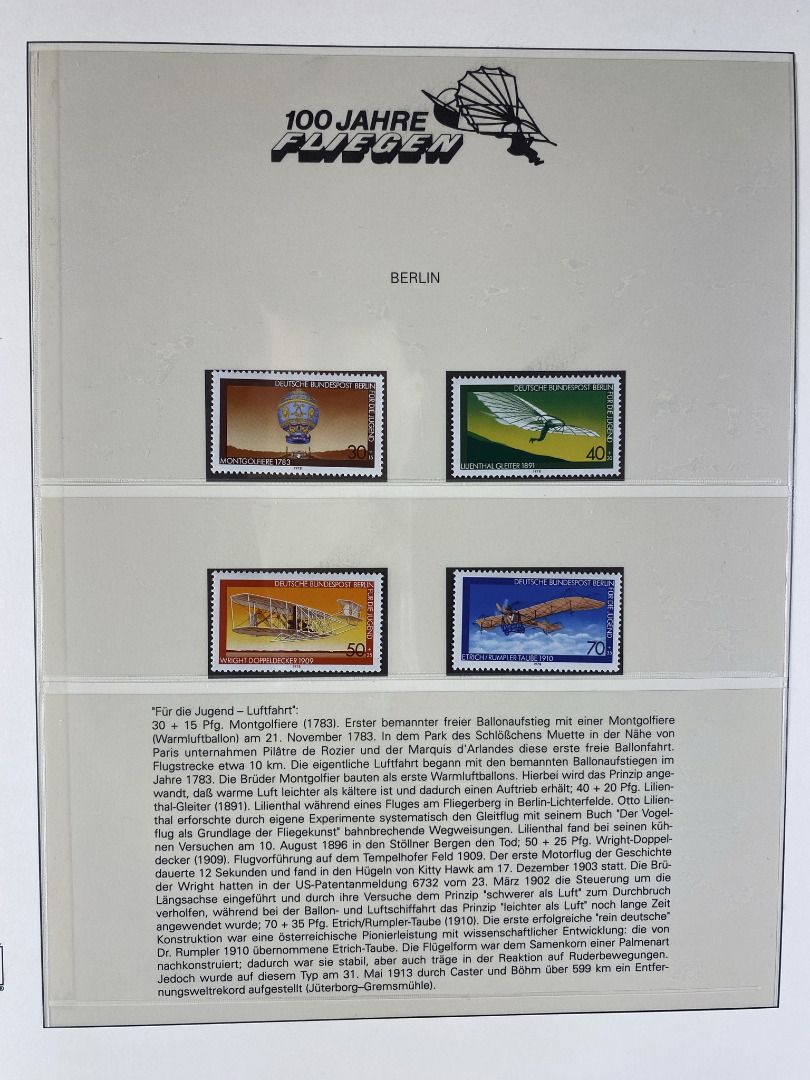 100 JAHRE
FLIEGEN
BERLIN
DEUTSCHE BUNDESPOST BERLIN
FÜR DIE JUGEND
30 + 15
MONTGOLFIERE 1783
1978
DEUTSCHE BUNDESPOST BERLIN
FÜR DIE JUGEND
40 + 20
LILIENTHAL GLEITER 1891
1978
DEUTSCHE BUNDESPOST BERLIN
FÜR DIE JUGEND
50 + 25
WRIGHT DOPPELDECKER 1909
1978
DEUTSCHE BUNDESPOST BERLIN
FÜR DIE JUGEND
70 + 35
ETRICH/RUMPLER TAUBE 1910
1978
"Für die Jugend – Luftfahrt":
30 + 15 Pfg. Montgolfiere (1783). Erster bemannter freier Ballonaufstieg mit einer Montgolfiere
(Warmluftballon) am 21. November 1783. In dem Park des Schlößchens Muette in der Nähe von
Paris unternahmen Pilâtre de Rozier und der Marquis d'Arlandes diese erste freie Ballonfahrt.
Flugstrecke etwa 10 km. Die eigentliche Luftfahrt begann mit den bemannten Ballonaufstiegen im
Jahre 1783. Die Brüder Montgolfier bauten als erste Warmluftballons. Hierbei wird das Prinzip ange-
wandt, daß warme Luft leichter als kältere ist und dadurch einen Auftrieb erhält; 40 + 20 Pfg. Lilien-
thal-Gleiter (1891). Lilienthal während eines Fluges am Fliegerberg in Berlin-Lichterfelde. Otto Lilien-
thal erforschte durch eigene Experimente systematisch den Gleitflug mit seinem Buch "Der Vogel-
flug als Grundlage der Fliegekunst" bahnbrechende Wegweisungen. Lilienthal fand bei seinen küh-
nen Versuchen am 10. August 1896 in den Stöllner Bergen den Tod; 50 + 25 Pfg. Wright-Doppel-
decker (1909). Flugvorführung auf dem Tempelhofer Feld 1909. Der erste Motorflug der Geschichte
dauerte 12 Sekunden und fand in den Hügeln von Kitty Hawk am 17. Dezember 1903 statt. Die Brü-
der Wright hatten in der US-Patentanmeldung 6732 vom 23. März 1902 die Steuerung um die
Längsachse eingeführt und durch ihre Versuche dem Prinzip "schwerer als Luft" zum Durchbruch
verholfen, während bei der Ballon- und Luftschiffahrt das Prinzip "leichter als Luft" noch lange Zeit
angewendet wurde; 70 + 35 Pfg. Etrich/Rumpler-Taube (1910). Die erste erfolgreiche "rein deutsche"
Konstruktion war eine österreichische Pionierleistung mit wissenschaftlicher Entwicklung: die von
Dr. Rumpler 1910 übernommene Etrich-Taube. Die Flügelform war dem Samenkorn einer Palmenart
nachkonstruiert; dadurch war sie stabil, aber auch träge in der Reaktion auf Ruderbewegungen.
Jedoch wurde auf diesem Typ am 31. Mai 1913 durch Caster und Böhm über 599 km ein Entfer-
nungsweltrekord aufgestellt (Jüterborg–Gremsmühle).